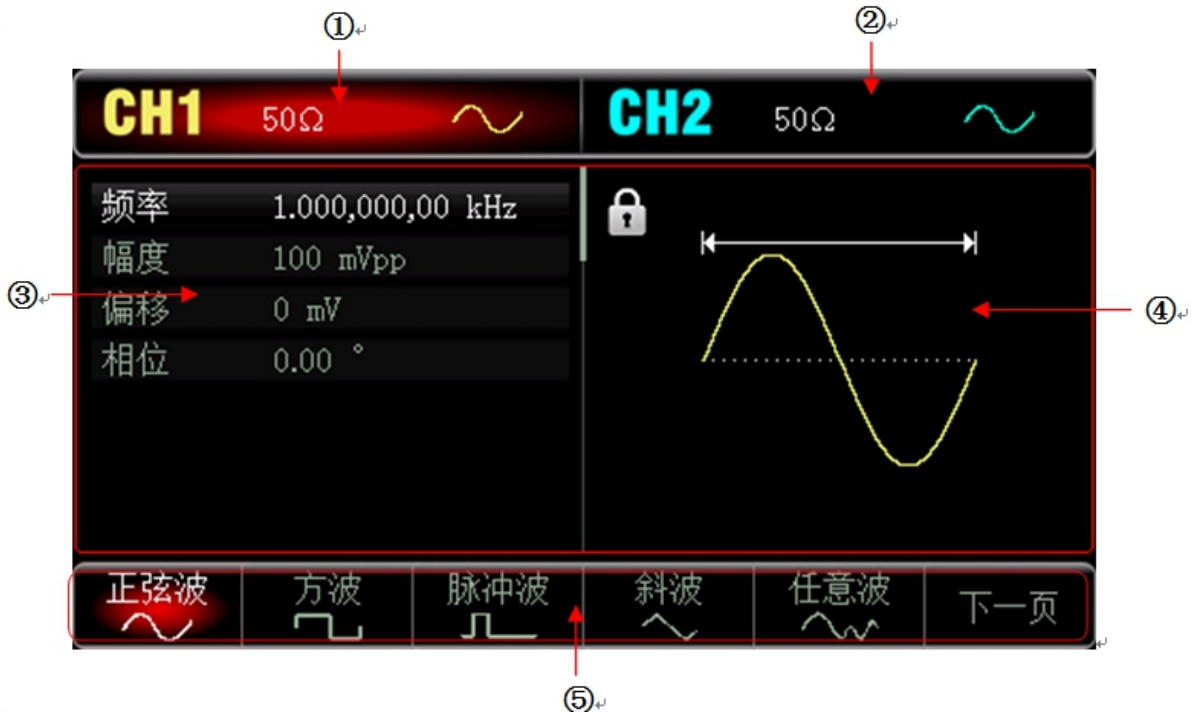 ① ②
CH1 50Ω CH2 50Ω
频率 1.000,000,00 kHz
幅度 100 mVpp
③
偏移 0 mV
④
相位 0.00 °
正弦波 方波 脉冲波 斜波 任意波 下一页
⑤